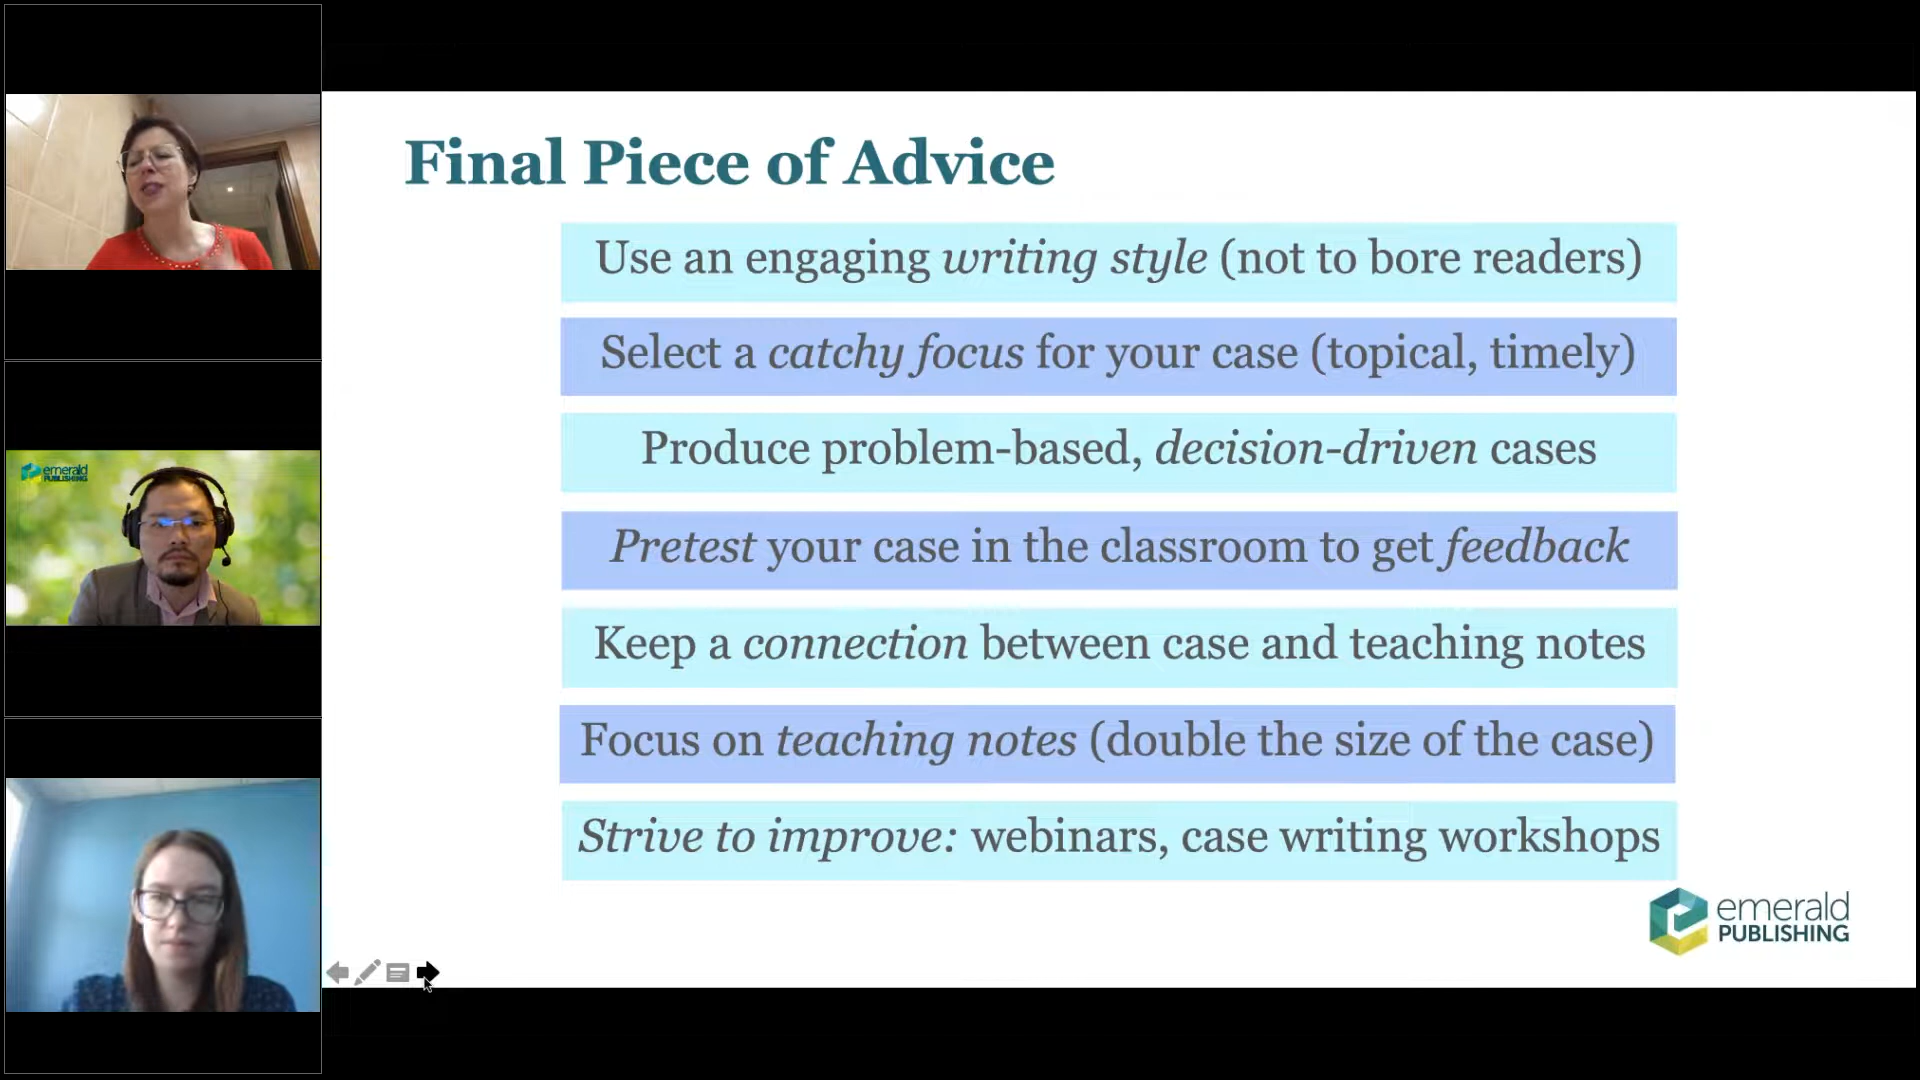 Final Piece of Advice
Use an engaging writing style (not to bore readers)
Select a catchy focus for your case (topical, timely)
Produce problem-based, decision-driven cases
Pretest your case in the classroom to get feedback
Keep a connection between case and teaching notes
Focus on teaching notes (double the size of the case)
Strive to improve: webinars, case writing workshops
emerald
PUBLISHING
emerald
PUBLISHING